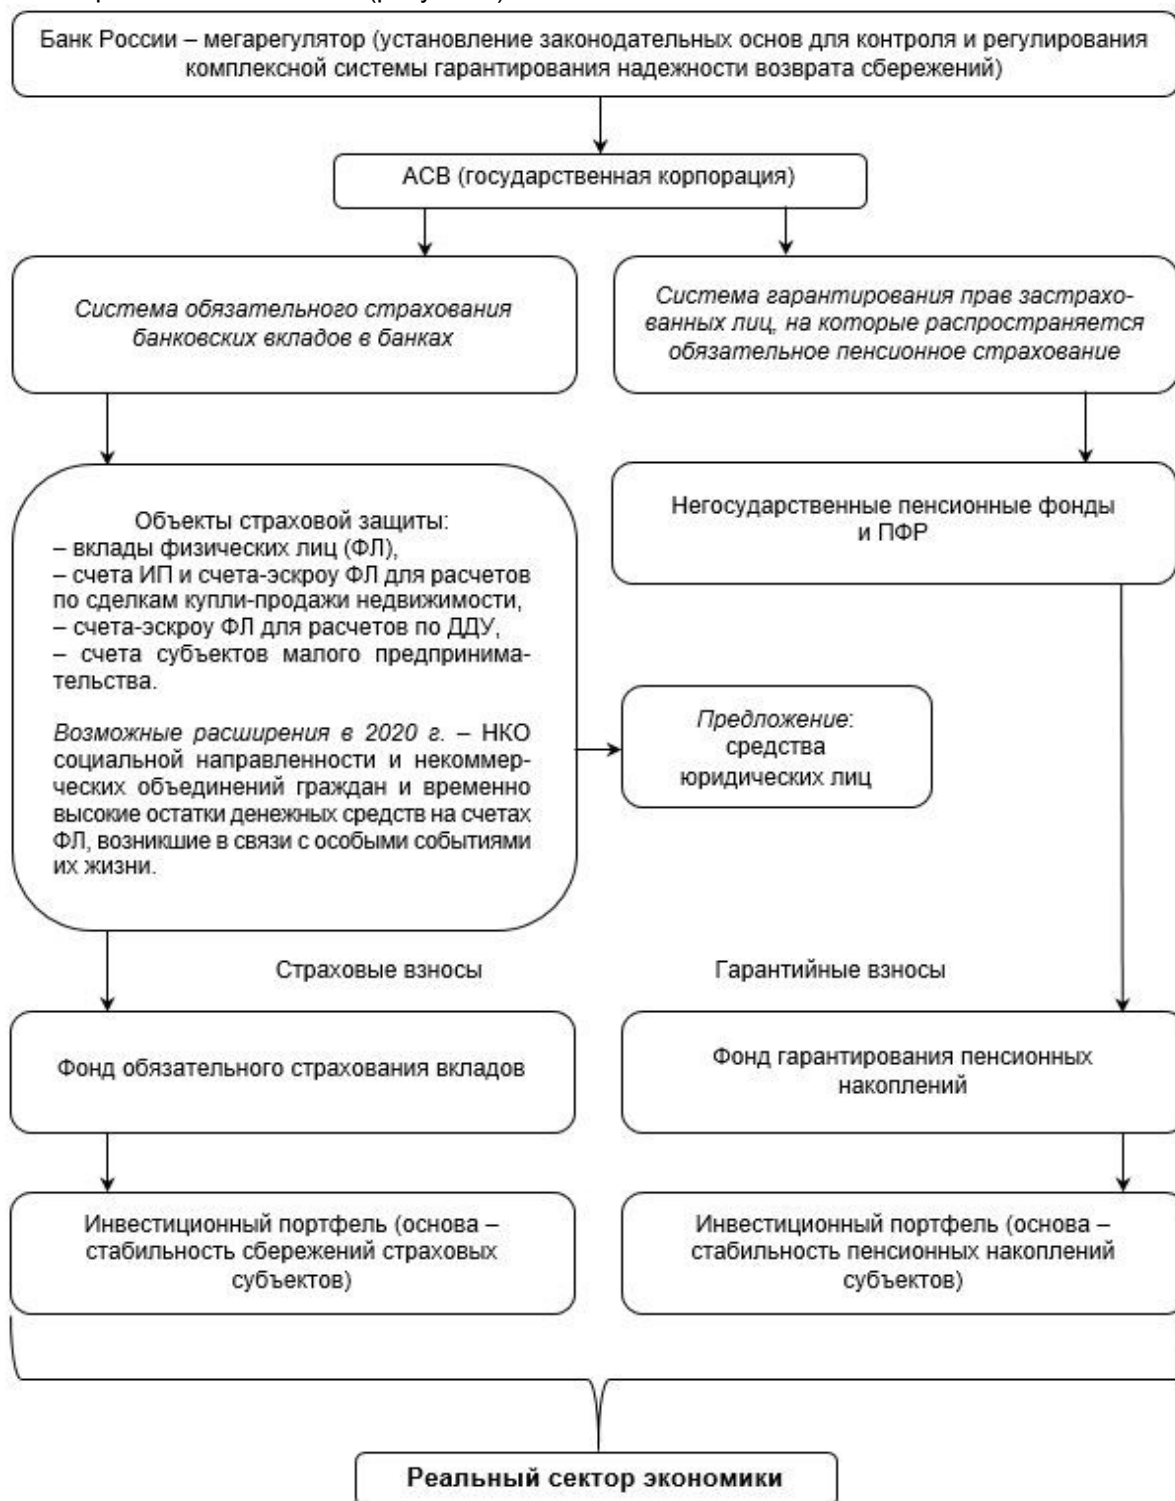 Банк России – мегарегулятор (установление законодательных основ для контроля и регулирования
комплексной системы гарантирования надежности возврата сбережений)
АСВ (государственная корпорация)
Система обязательного страхования
банковских вкладов в банках
Система гарантирования прав застрахо-
ванных лиц, на которые распространяется
обязательное пенсионное страхование
Объекты страховой защиты:
– вклады физических лиц (ФЛ),
– счета ИП и счета-эскроу ФЛ для расчетов
по сделкам купли-продажи недвижимости,
– счета-эскроу ФЛ для расчетов по ДДУ,
– счета субъектов малого предпринима-
тельства.
Возможные расширения в 2020 г. – НКО
социальной направленности и некоммер-
ческих объединений граждан и временно
высокие остатки денежных средств на счетах
ФЛ, возникшие в связи с особыми событиями
их жизни.
Негосударственные пенсионные фонды
и ПФР
Предложение:
средства
юридических лиц
Страховые взносы
Гарантийные взносы
Фонд обязательного страхования вкладов
Фонд гарантирования пенсионных
накоплений
Инвестиционный портфель (основа –
стабильность сбережений страховых
субъектов)
Инвестиционный портфель (основа –
стабильность пенсионных накоплений
субъектов)
Реальный сектор экономики